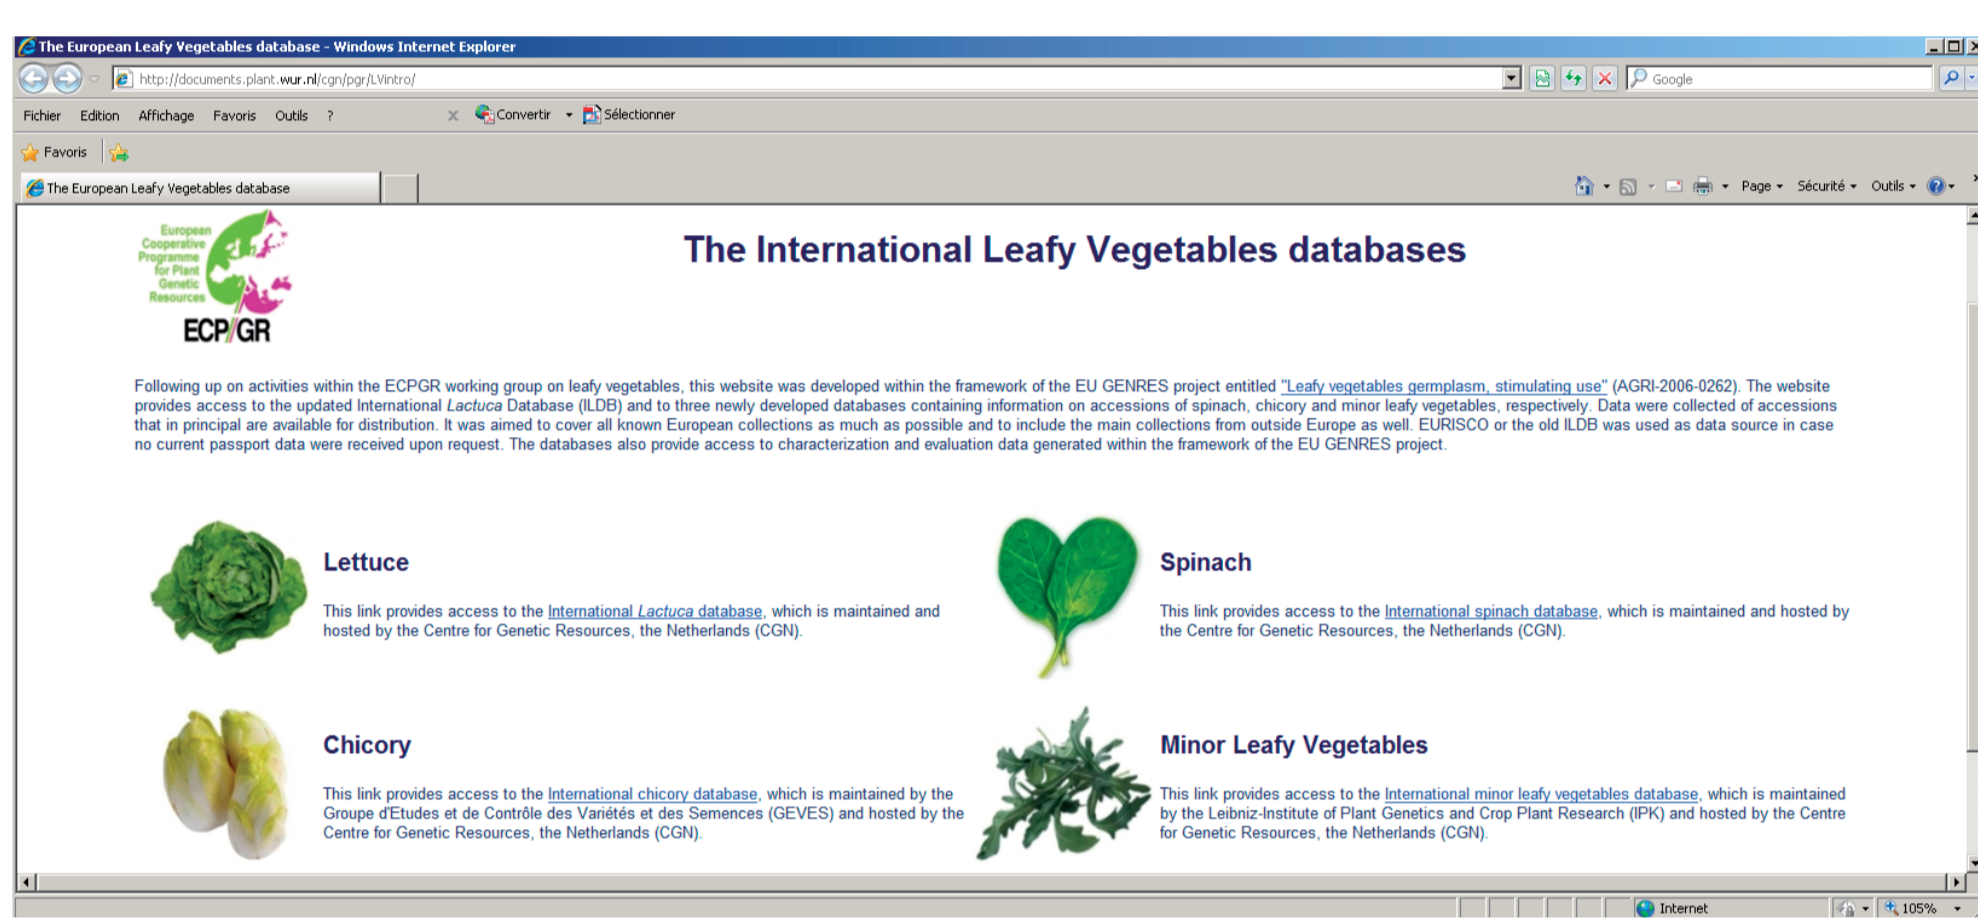 The European Leafy Vegetables database - Windows Internet Explorer
http://documents.plant.wur.nl/cgn/pgr/LVintro/
Google
Fichier Edition Affichage Favoris Outils ? x Convertir Sélectionner
Favoris
The European Leafy Vegetables database
Page Sécurité Outils
European
Cooperative
Programme
for Plant
Genetic
Resources
ECP/GR
The International Leafy Vegetables databases
Following up on activities within the ECPGR working group on leafy vegetables, this website was developed within the framework of the EU GENRES project entitled "Leafy vegetables germplasm, stimulating use" (AGRI-2006-0262). The website
provides access to the updated International Lactuca Database (ILDB) and to three newly developed databases containing information on accessions of spinach, chicory and minor leafy vegetables, respectively. Data were collected of accessions
that in principal are available for distribution. It was aimed to cover all known European collections as much as possible and to include the main collections from outside Europe as well. EURISCO or the old ILDB was used as data source in case
no current passport data were received upon request. The databases also provide access to characterization and evaluation data generated within the framework of the EU GENRES project.
Lettuce
This link provides access to the International Lactuca database, which is maintained and
hosted by the Centre for Genetic Resources, the Netherlands (CGN).
Spinach
This link provides access to the International spinach database, which is maintained and hosted by
the Centre for Genetic Resources, the Netherlands (CGN).
Chicory
This link provides access to the International chicory database, which is maintained by the
Groupe d'Etudes et de Contrôle des Variétés et des Semences (GEVES) and hosted by the
Centre for Genetic Resources, the Netherlands (CGN).
Minor Leafy Vegetables
This link provides access to the International minor leafy vegetables database, which is maintained
by the Leibniz-Institute of Plant Genetics and Crop Plant Research (IPK) and hosted by the Centre
for Genetic Resources, the Netherlands (CGN).
Internet
105%